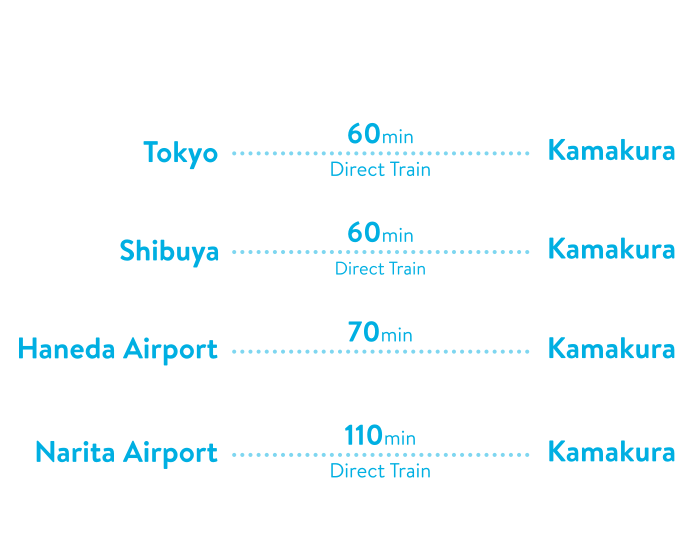 Tokyo 60min Kamakura
Direct Train
Shibuya 60min Kamakura
Direct Train
Haneda Airport 70min Kamakura
Narita Airport 110min Kamakura
Direct Train